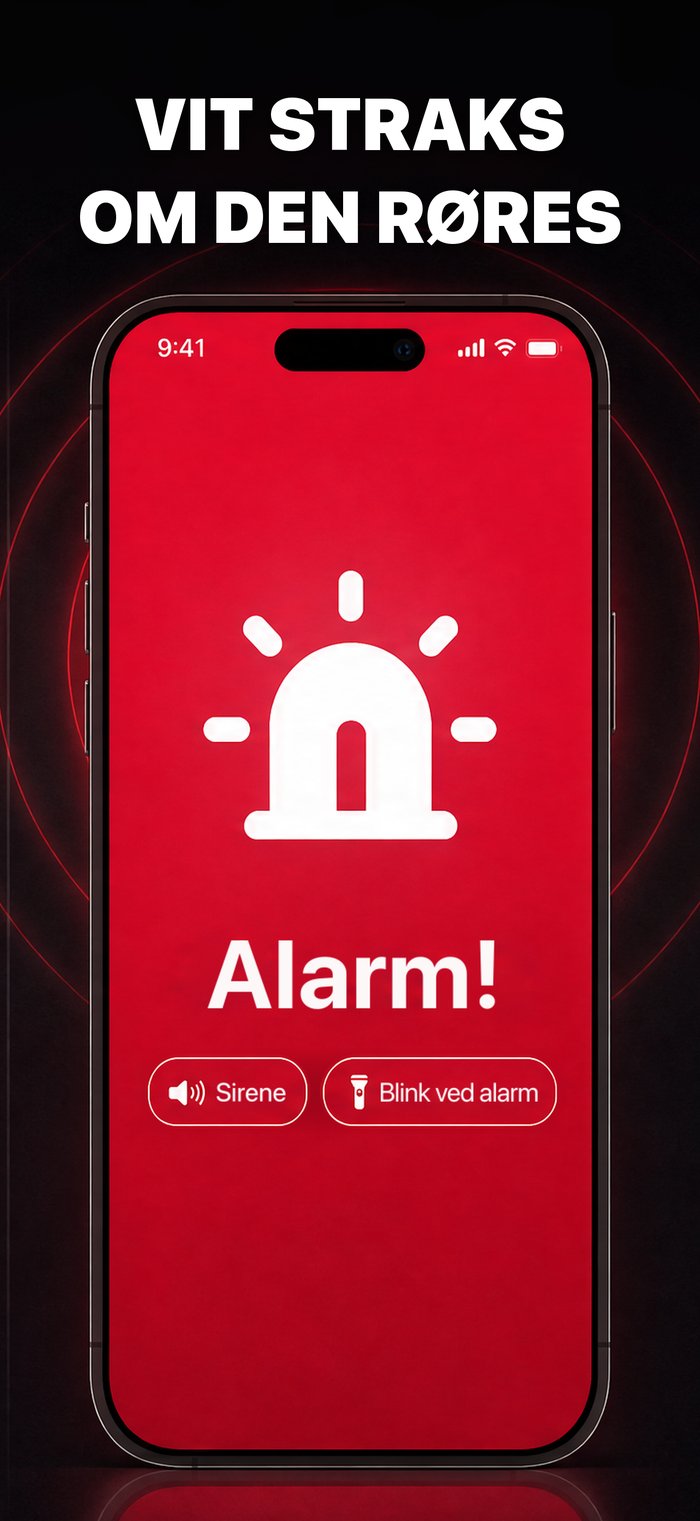 VIT STRAKS
OM DEN RØRES
9:41
Alarm!
Sirene
Blink ved alarm